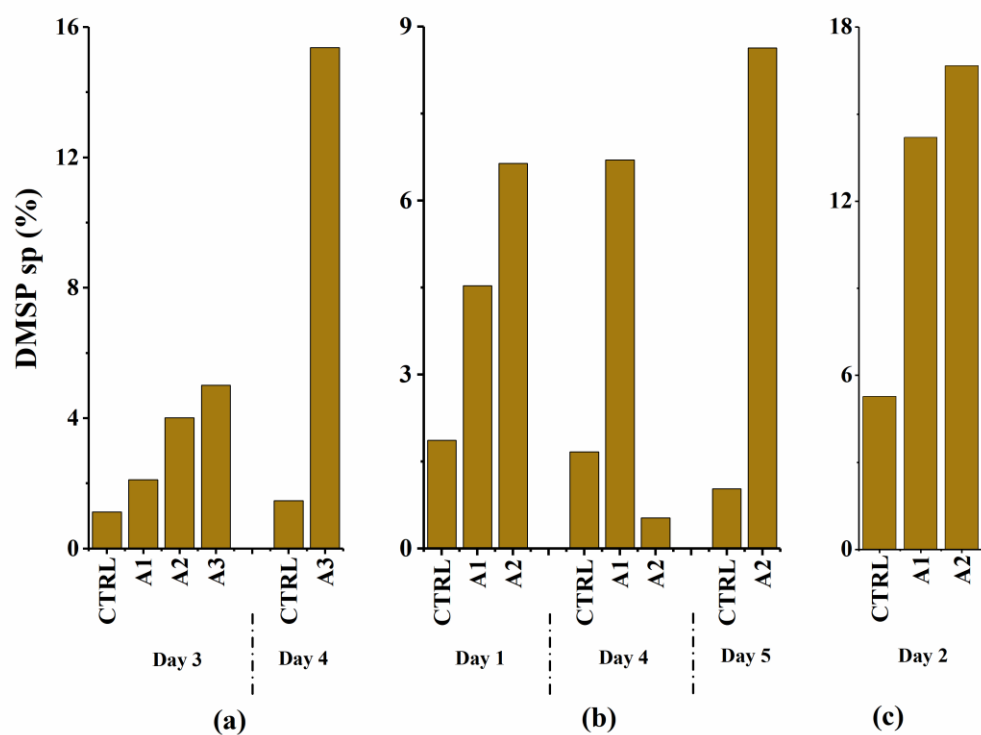 DMSP sp (%)
16
12
8
4
0
CTRL
A1
A2
A3
CTRL
A3
Day 3
Day 4
(a)
9
6
3
0
CTRL
A1
A2
CTRL
A1
A2
CTRL
A2
Day 1
Day 4
Day 5
(b)
18
12
6
0
CTRL
A1
A2
Day 2
(c)